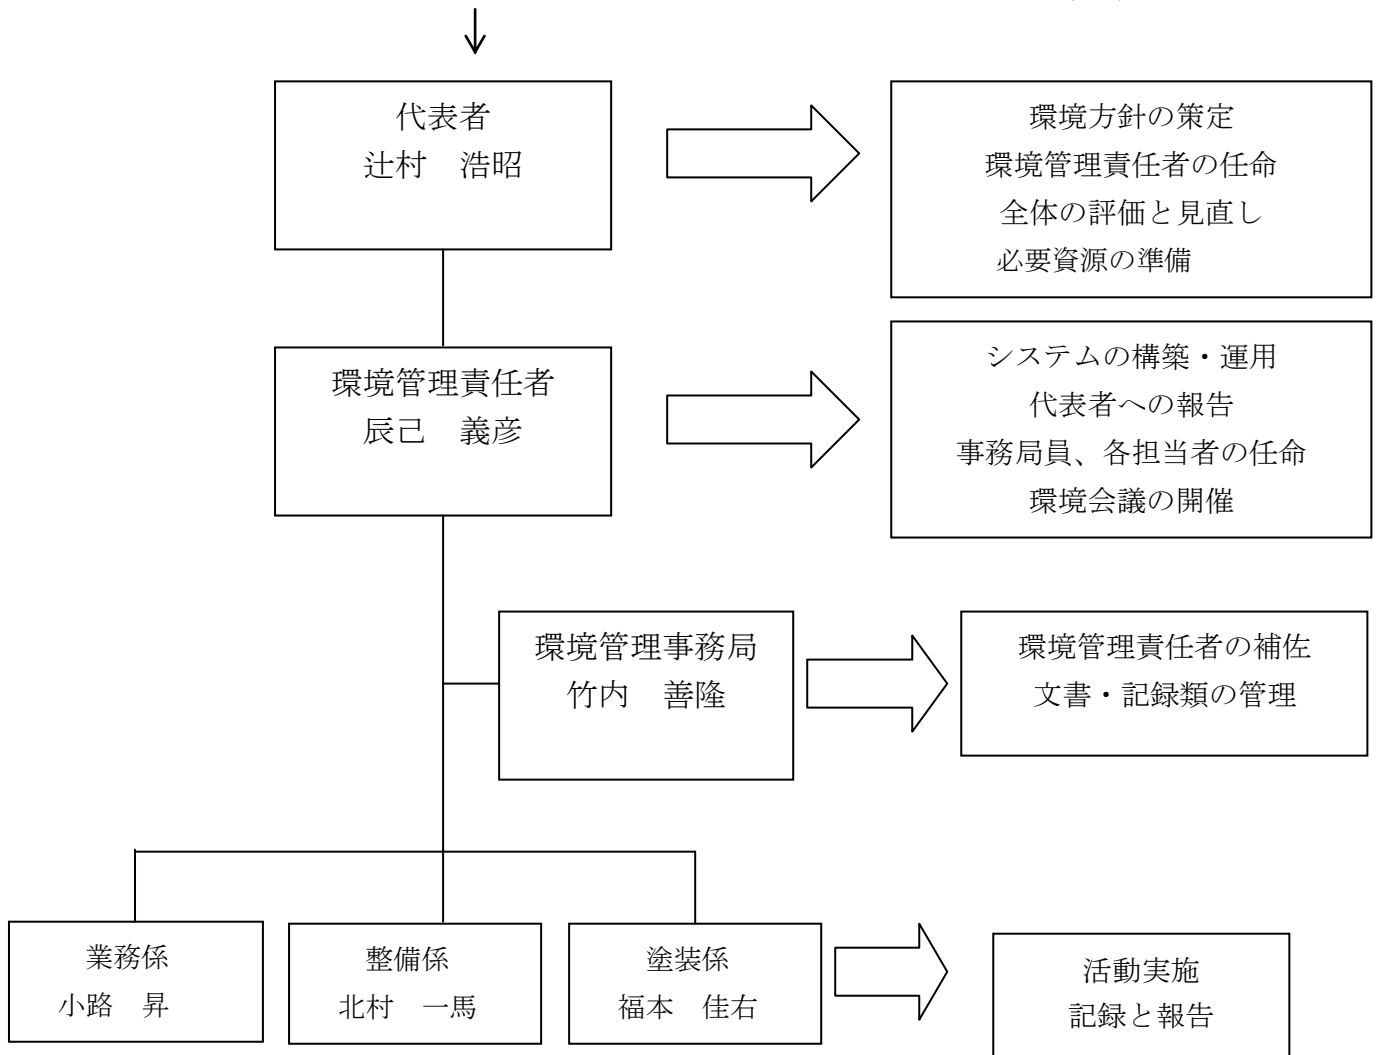 代表者
辻村　浩昭
環境方針の策定
環境管理責任者の任命
全体の評価と見直し
必要資源の準備
環境管理責任者
辰己　義彦
システムの構築・運用
代表者への報告
事務局員、各担当者の任命
環境会議の開催
環境管理事務局
竹内　善隆
環境管理責任者の補佐
文書・記録類の管理
業務係
小路　昇
整備係
北村　一馬
塗装係
福本　佳右
活動実施
記録と報告